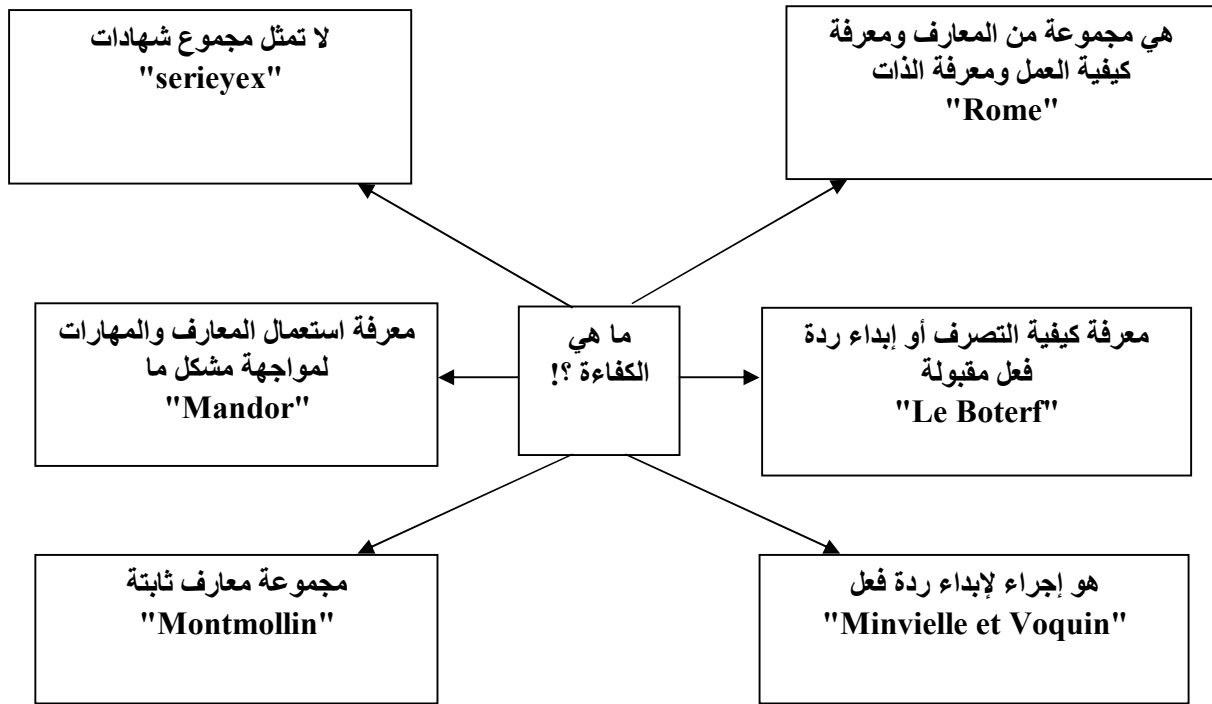 هي مجموعة من المعارف ومعرفة
كيفية العمل ومعرفة الذات
"Rome"
لا تمثل مجموع شهادات
"serieyex"
معرفة كيفية التصرف أو إبداء ردة
فعل مقبولة
"Le Boterf"
ما هي
الكفاءة ؟!
معرفة استعمال المعارف والمهارات
لمواجهة مشكل ما
"Mandor"
هو إجراء لإبداء ردة فعل
"Minvielle et Voquin"
مجموعة معارف ثابتة
"Montmollin"